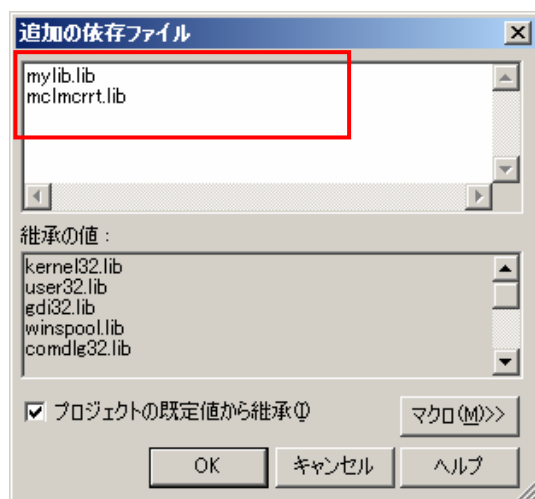 追加の依存ファイル
mylib.lib
mclmcrrt.lib
継承の値：
kernel32.lib
user32.lib
gdi32.lib
winspool.lib
comdlg32.lib
プロジェクトの既定値から継承(I)
マクロ(M)>>
OK
キャンセル
ヘルプ